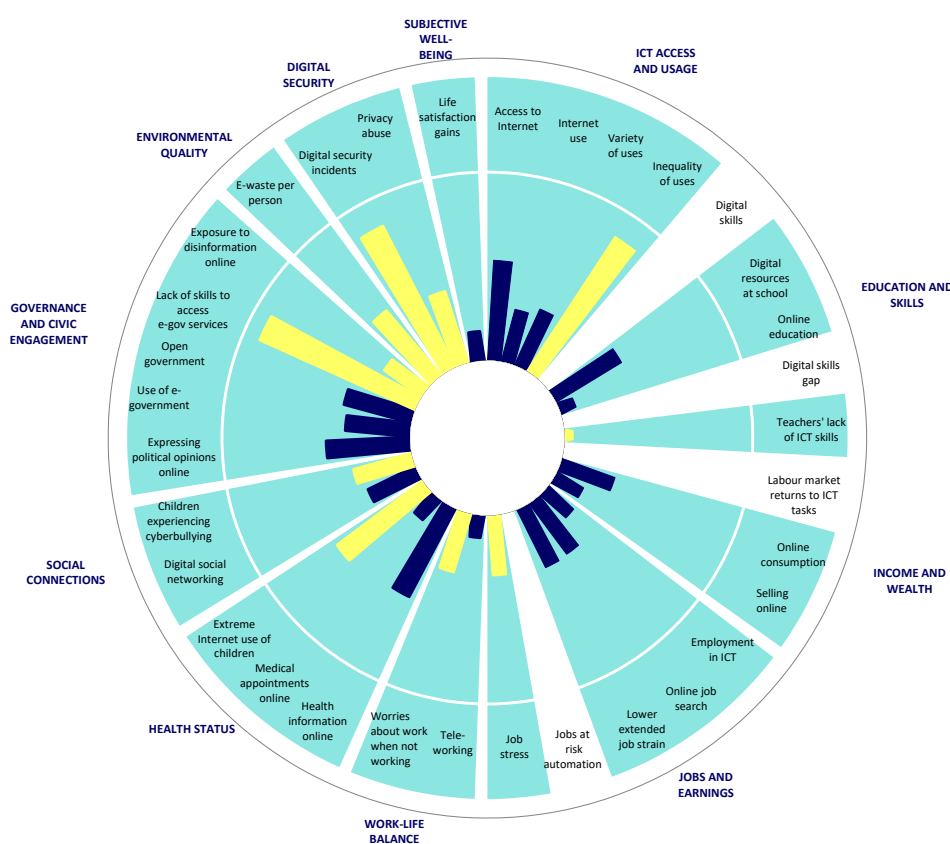 SUBJECTIVE
WELL-
BEING
ICT ACCESS
AND USAGE
DIGITAL
SECURITY
ENVIRONMENTAL
QUALITY
Life
satisfaction
gains
Access to
Internet
Internet
use
Variety
of uses
Inequality
of uses
Privacy
abuse
Digital security
incidents
E-waste per
person
Digital
skills
Exposure to
disinformation
online
Digital
resources
at school
EDUCATION AND
SKILLS
Online
education
Lack of skills to
access
e-gov services
GOVERNANCE
AND CIVIC
ENGAGEMENT
Open
government
Digital skills
gap
Use of e-
government
Teachers' lack
of ICT skills
Expressing
political opinions
online
Labour market
returns to ICT
tasks
Children
experiencing
cyberbullying
Online
consumption
SOCIAL
CONNECTIONS
Digital social
networking
INCOME AND
WEALTH
Selling
online
Extreme
Internet use of
children
Employment
in ICT
Medical
appointments
online
Online job
search
Health
information
online
HEALTH STATUS
Worries
about work
when not
working
Tele-
working
Job
stress
Jobs at
risk
automation
Lower
extended
job strain
JOBS AND
EARNINGS
WORK-LIFE
BALANCE